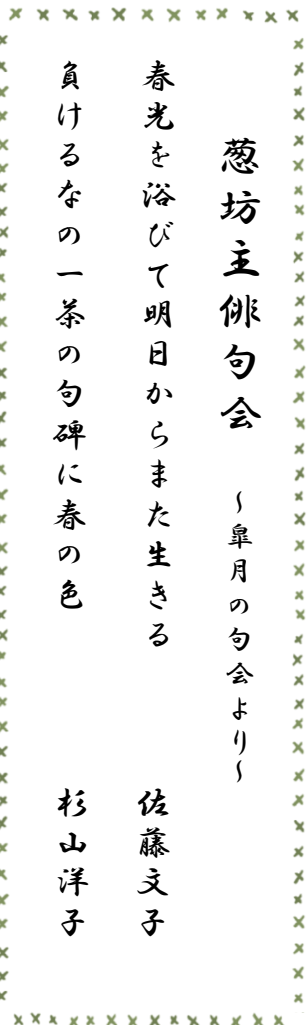 葱坊主俳句会 ～皐月の句会より～
春光を浴びて明日からまた生きる 佐藤文子
負けるなの一茶の句碑に春の色 杉山洋子